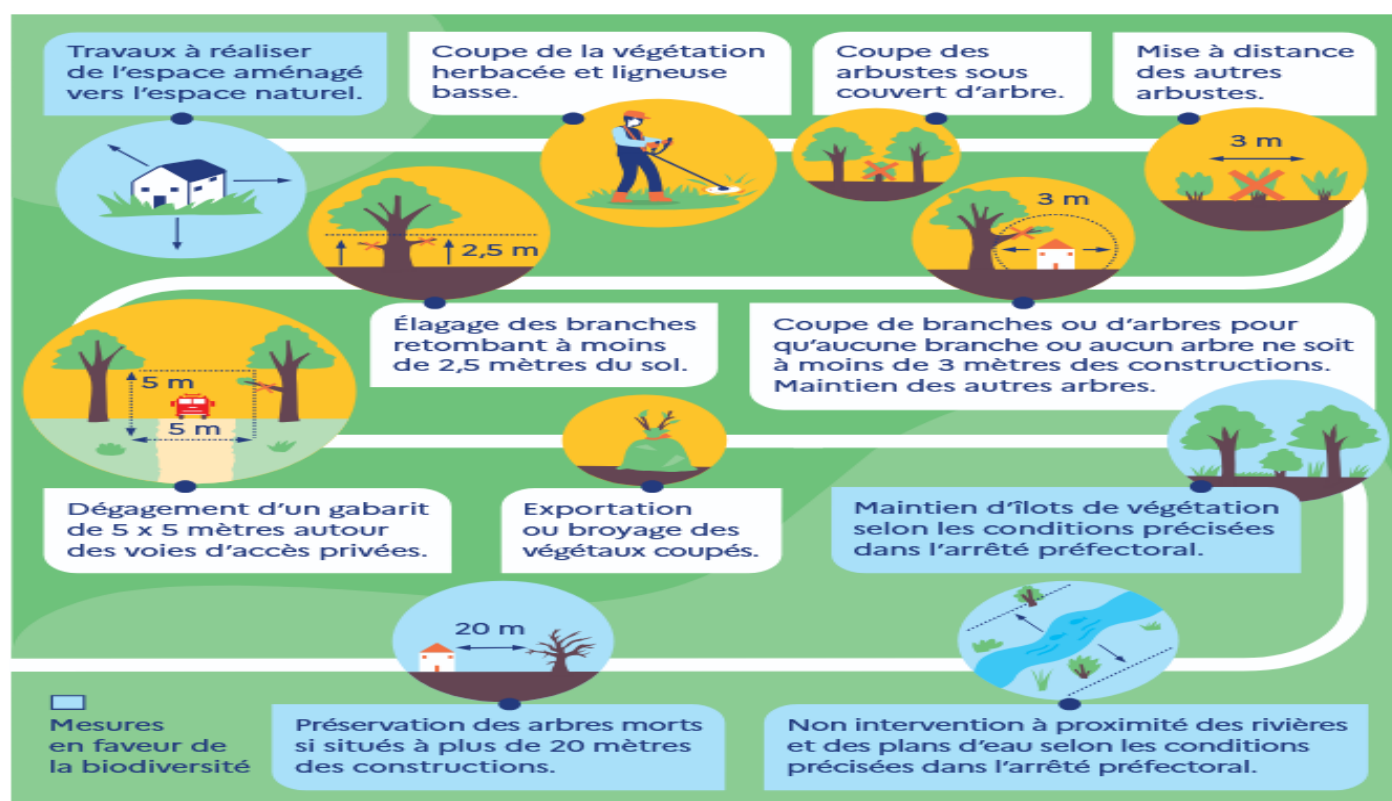 Travaux à réaliser
de l'espace aménagé
vers l'espace naturel.
Coupe de la végétation
herbacée et ligneuse
basse.
Coupe des
arbustes sous
couvert d'arbre.
Mise à distance
des autres
arbustes.
3 m
3 m
2,5 m
Élagage des branches
retombant à moins
de 2,5 mètres du sol.
Coupe de branches ou d'arbres pour
qu'aucune branche ou aucun arbre ne soit
à moins de 3 mètres des constructions.
Maintien des autres arbres.
5 m
5 m
Dégagement d'un gabarit
de 5 x 5 mètres autour
des voies d'accès privées.
Exportation
ou broyage des
végétaux coupés.
Maintien d'îlots de végétation
selon les conditions précisées
dans l'arrêté préfectoral.
20 m
Mesures
en faveur de
la biodiversité
Préservation des arbres morts
si situés à plus de 20 mètres
des constructions.
Non intervention à proximité des rivières
et des plans d'eau selon les conditions
précisées dans l'arrêté préfectoral.